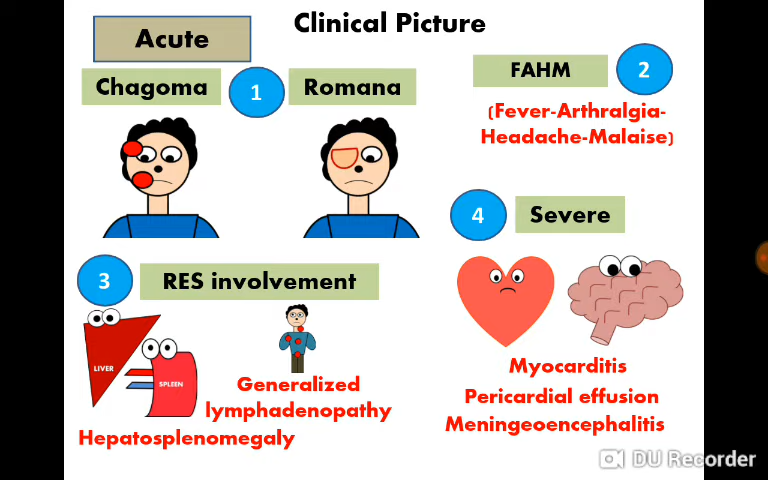 Clinical Picture
Acute
Chagoma
1
Romana
FAHM
2
(Fever-Arthralgia-
Headache-Malaise)
3
RES involvement
LIVER
SPLEEN
Generalized
lymphadenopathy
Hepatosplenomegaly
4
Severe
Myocarditis
Pericardial effusion
Meningeoencephalitis
DU Recorder